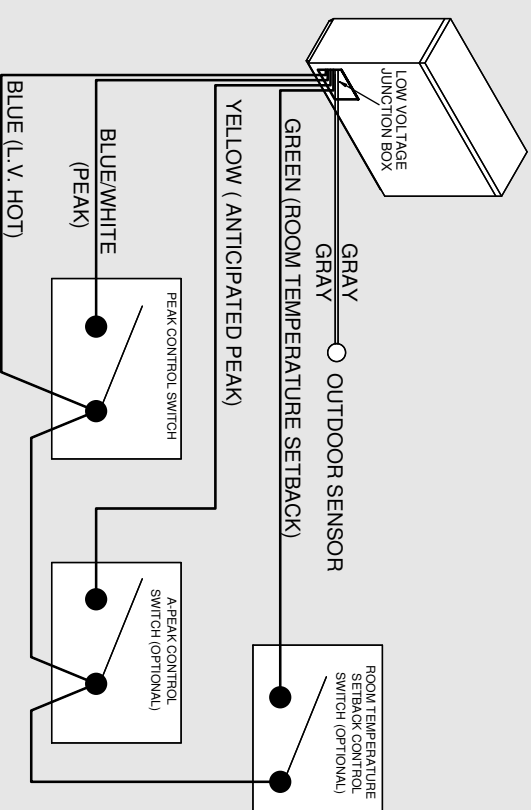 LOW VOLTAGE
JUNCTION BOX
GRAY
GRAY
OUTDOOR SENSOR
GREEN (ROOM TEMPERATURE SETBACK)
YELLOW ( ANTICIPATED PEAK)
BLUE/WHITE
(PEAK)
BLUE (L.V. HOT)
PEAK CONTROL SWITCH
A-PEAK CONTROL
SWITCH (OPTIONAL)
ROOM TEMPERATURE
SETBACK CONTROL
SWITCH (OPTIONAL)